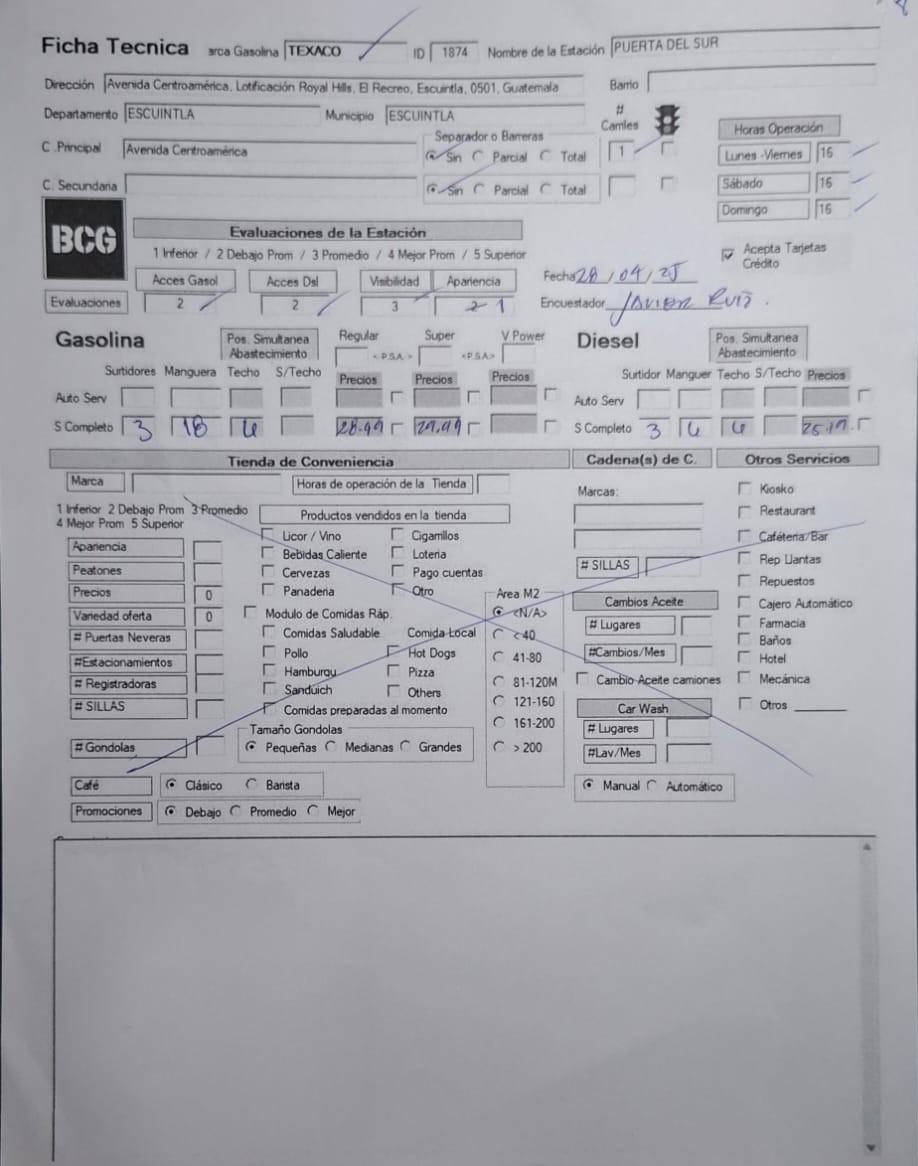 Ficha Tecnica arca Gasolina TEXACO ID 1874 Nombre de la Estación PUERTA DEL SUR
Dirección Avenida Centroamérica, Lotificación Royal Hills, El Recreo, Escuintla, 0501, Guatemala Barrio
Departamento ESCUINTLA Municipio ESCUINTLA # Carriles
Separador o Barreras Horas Operación
C .Principal Avenida Centroamérica Sin Parcial Total 1 Lunes -Viernes 16
C. Secundaria Sin Parcial Total Sábado 16
Domingo 16
BCG Evaluaciones de la Estación
1 Inferior / 2 Debajo Prom / 3 Promedio / 4 Mejor Prom / 5 Superior Acepta Tarjetas Crédito
Acces Gasol Acces Dsl Visibilidad Apariencia Fecha 28 / 04 / 25
Evaluaciones 2 2 3 2 1 Encuestador Javier Ruiz .
Gasolina Pos. Simultanea Abastecimiento Regular Super V Power Diesel Pos. Simultanea Abastecimiento
< P.S.A. > <P.S.A>
Surtidores Manguera Techo S/Techo Precios Precios Precios Surtidor Manguer Techo S/Techo Precios
Auto Serv Auto Serv
S Completo 3 18 6 28.99 29.99 S Completo 3 6 6 25.19.
Tienda de Conveniencia Cadena(s) de C. Otros Servicios
Marca Horas de operación de la Tienda Marcas: Kiosko
1 Inferior 2 Debajo Prom 3 Promedio Productos vendidos en la tienda Restaurant
4 Mejor Prom 5 Superior
Licor / Vino Cigarrillos Cafétería/Bar
Apariencia Bebidas Caliente Loteria Rep Llantas
Peatones Cervezas Pago cuentas # SILLAS Repuestos
Precios 0 Panaderia Otro Area M2 Cambios Aceite Cajero Automático
Variedad oferta 0 Modulo de Comidas Ráp. <N/A> # Lugares Farmacia
# Puertas Neveras Comidas Saludable Comida Local < 40 Baños
#Estacionamientos Pollo Hot Dogs 41-80 #Cambios/Mes Hotel
# Registradoras Hamburgu Pizza 81-120M Cambio Aceite camiones Mecánica
# SILLAS Sanduich Others 121-160 Car Wash Otros
Comidas preparadas al momento
Tamaño Gondolas 161-200 # Lugares
# Gondolas Pequeñas Medianas Grandes > 200 #Lav/Mes
Café Clásico Barista Manual Automático
Promociones Debajo Promedio Mejor